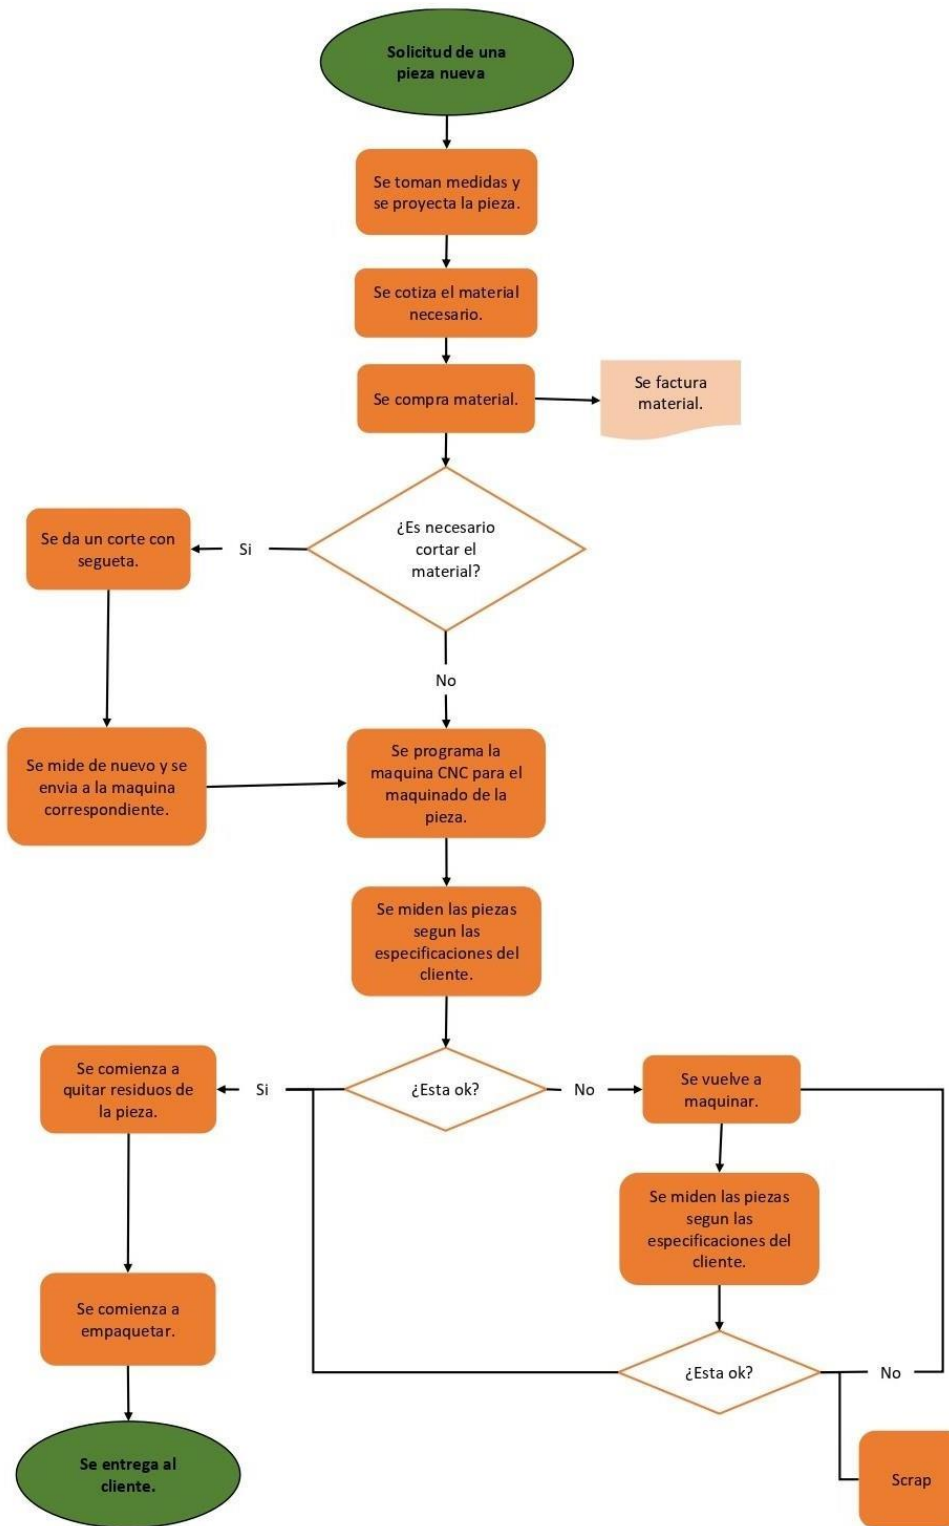 Solicitud de una
pieza nueva
Se toman medidas y
se proyecta la pieza.
Se cotiza el material
necesario.
Se compra material.
Se factura
material.
¿Es necesario
cortar el
material?
Si
Se da un corte con
segueta.
No
Se mide de nuevo y se
envia a la maquina
correspondiente.
Se programa la
maquina CNC para el
maquinado de la
pieza.
Se miden las piezas
segun las
especificaciones del
cliente.
¿Esta ok?
Si
Se comienza a
quitar residuos de
la pieza.
No
Se vuelve a
maquinar.
Se miden las piezas
segun las
especificaciones del
cliente.
Se comienza a
empaquetar.
¿Esta ok?
No
Se entrega al
cliente.
Scrap